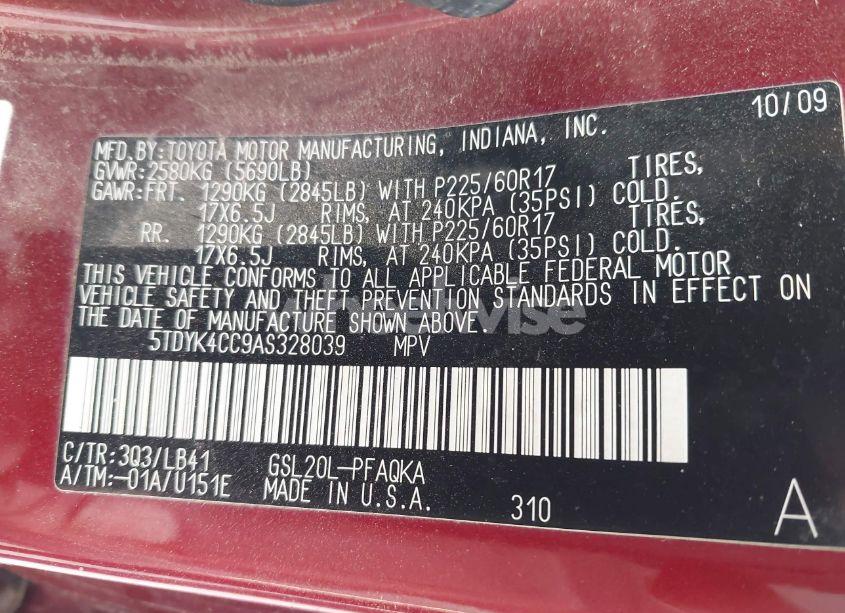 10/09
MFD.BY:TOYOTA MOTOR MANUFACTURING, INDIANA, INC.
GVWR:2580KG (5690LB)
GAWR:FRT. 1290KG (2845LB) WITH P225/60R17 TIRES,
17X6.5J RIMS, AT 240KPA (35PSI) COLD.
RR. 1290KG (2845LB) WITH P225/60R17 TIRES,
17X6.5J RIMS, AT 240KPA (35PSI) COLD.
THIS VEHICLE CONFORMS TO ALL APPLICABLE FEDERAL MOTOR
VEHICLE SAFETY AND THEFT PREVENTION STANDARDS IN EFFECT ON
THE DATE OF MANUFACTURE SHOWN ABOVE.
5TDYK4CC9AS328039 MPV
C/TR:3Q3/LB41 GSL20L-PFAQKA
A/TM:-01A/U151E MADE IN U.S.A.
310
A